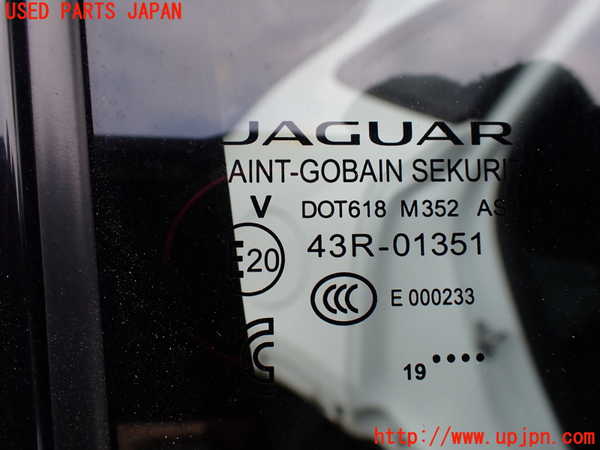 USED PARTS JAPAN
JAGUAR
AINT-GOBAIN SEKURI
V DOT618 M352 AS
E20 43R-01351
CCC E 000233
19 ••••
http://www.upjpn.com/